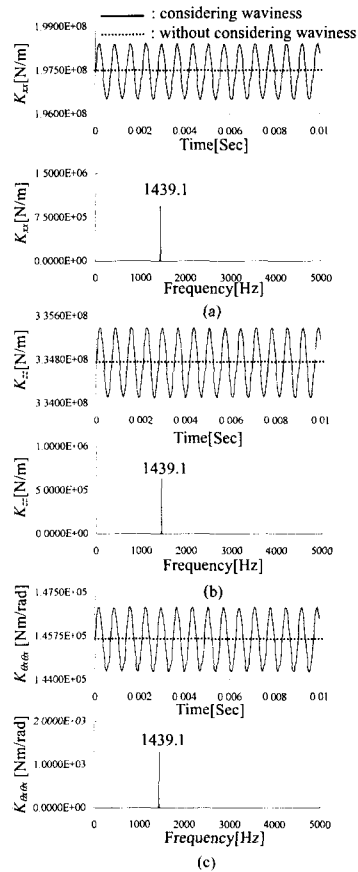 : considering waviness
: without considering waviness
1.9900E+08
1.9750E+08
1.9600E+08
Kxx[N/m]
0 0 002 0 004 0 006 0 008 0 01
Time[Sec]
1 5000E+06
7 5000E+05
0.0000E+00
Kxx[N/m]
1439.1
0 1000 2000 3000 4000 5000
Frequency[Hz]
(a)
3 3560E+08
3 3480E+08
3 3400E+08
Kzz[N/m]
0 0 002 0 004 0 006 0 008 0 01
Time[Sec]
1.0000E+06
5.0000E+05
0.0000E+00
Kzz[N/m]
1439.1
0 1000 2000 3000 4000 5000
Frequency[Hz]
(b)
1.4750E+05
1.4575E+05
1 4400E+05
Kθxθx [Nm/rad]
0 0 002 0 004 0 006 0 008 0 01
Time[Sec]
2.0000E-03
1.0000E+03
0.0000E+00
Kθxθx [Nm/rad]
1439.1
0 1000 2000 3000 4000 5000
Frequency[Hz]
(c)